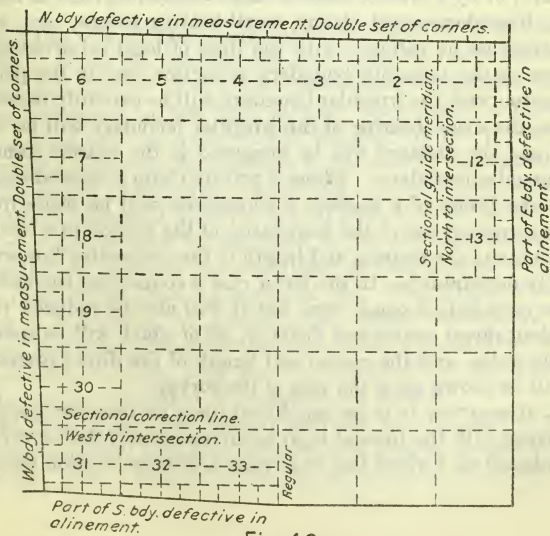 N. bdy defective in measurement. Double set of corners.
6 5 4 3 2
7 12
18 13
19
30
31 32 33
W. bdy defective in measurement. Double set of corners.
Sectional guide meridian.
North to intersection.
Part of E. bdy. defective in
alinement.
Sectional correction line.
West to intersection.
Regular
Part of S. bdy. defective in
alinement.